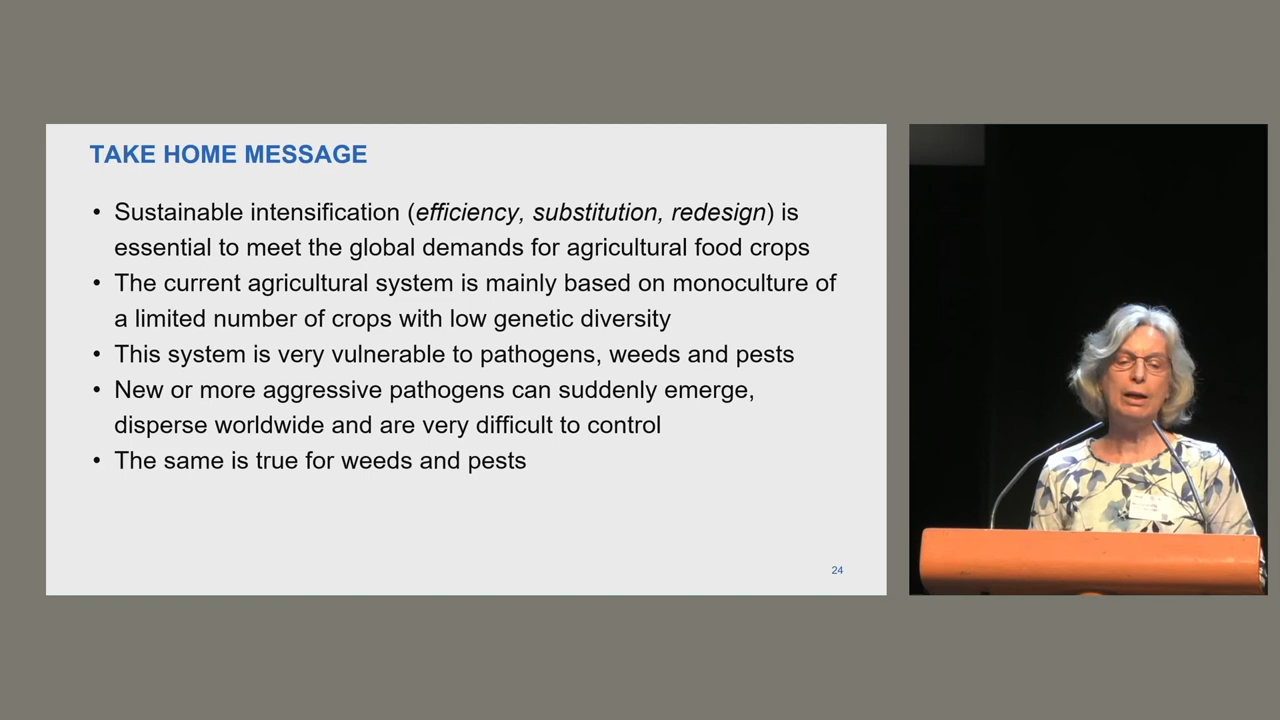 TAKE HOME MESSAGE
• Sustainable intensification (efficiency, substitution, redesign) is
essential to meet the global demands for agricultural food crops
• The current agricultural system is mainly based on monoculture of
a limited number of crops with low genetic diversity
• This system is very vulnerable to pathogens, weeds and pests
• New or more aggressive pathogens can suddenly emerge,
disperse worldwide and are very difficult to control
• The same is true for weeds and pests
24